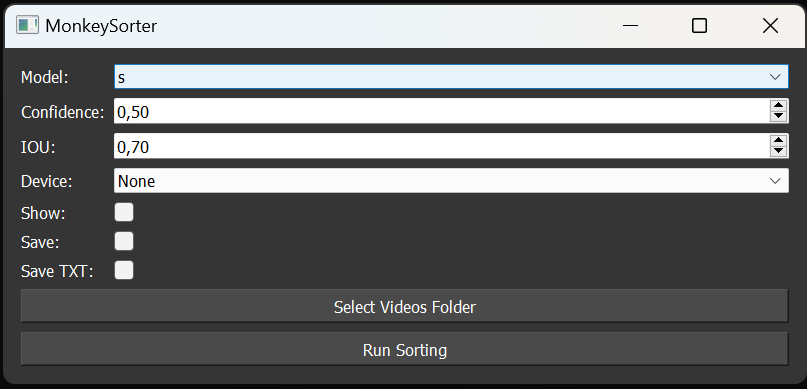 MonkeySorter
Model: s
Confidence: 0,50
IOU: 0,70
Device: None
Show:
Save:
Save TXT:
Select Videos Folder
Run Sorting